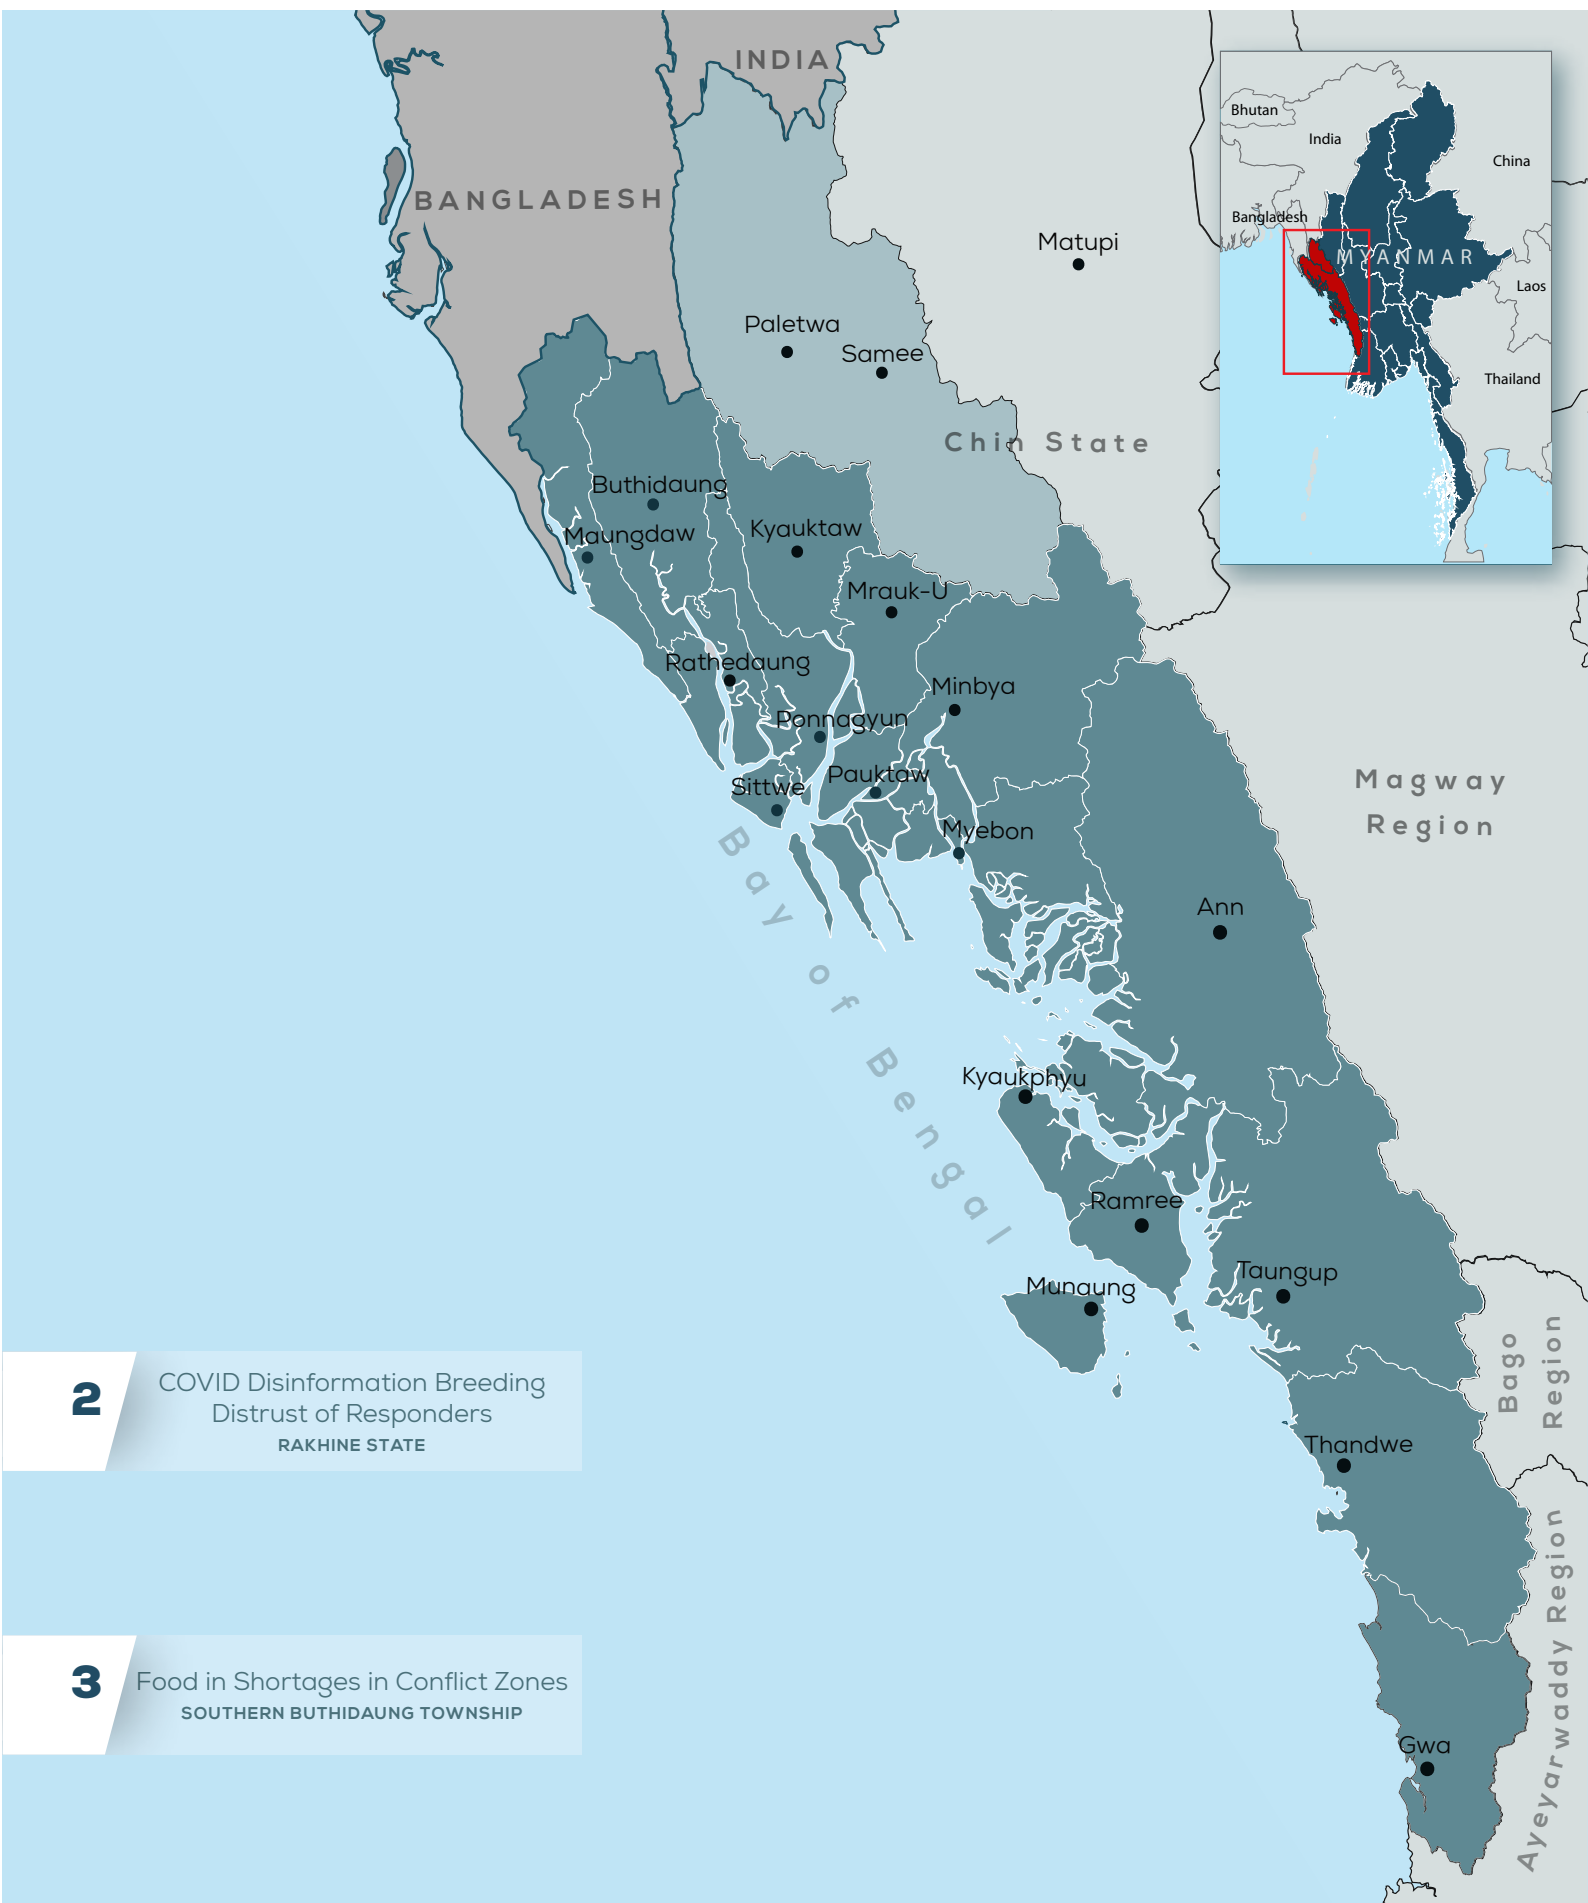 INDIA
BANGLADESH
Matupi
Paletwa
Samee
Chin State
Buthidaung
Maungdaw
Kyauktaw
Mrauk-U
Rathedaung
Minbya
Ponnagyun
Pauktaw
Sittwe
Myebon
Magway
Region
Ann
Bay of Bengal
Kyaukphyu
Ramree
Munaung
Taungup
Bago
Region
Thandwe
Ayeyarwaddy Region
Gwa
Bhutan
India
China
Bangladesh
MYANMAR
Laos
Thailand
2
COVID Disinformation Breeding
Distrust of Responders
RAKHINE STATE
3
Food in Shortages in Conflict Zones
SOUTHERN BUTHIDAUNG TOWNSHIP